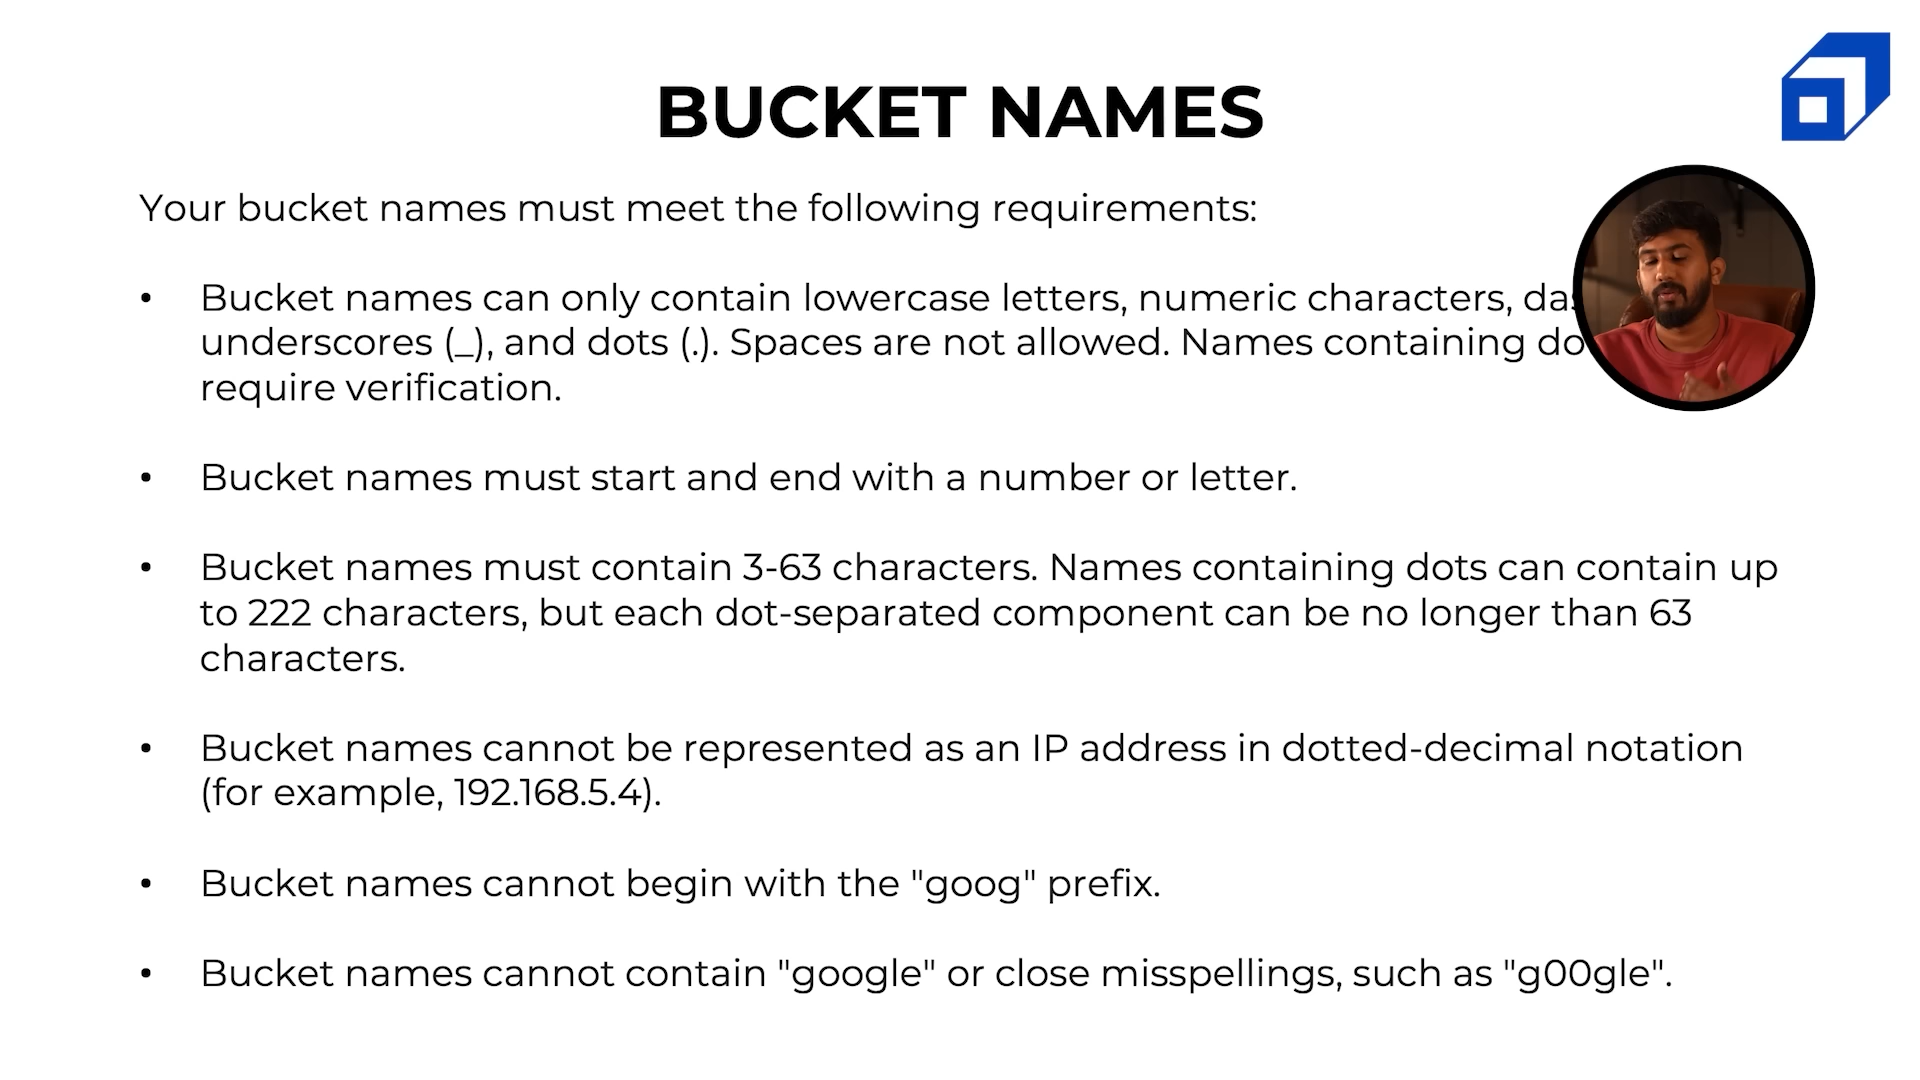 BUCKET NAMES
Your bucket names must meet the following requirements:
• Bucket names can only contain lowercase letters, numeric characters,
underscores (_), and dots (.). Spaces are not allowed. Names containing
require verification.
• Bucket names must start and end with a number or letter.
• Bucket names must contain 3-63 characters. Names containing dots can contain up
to 222 characters, but each dot-separated component can be no longer than 63
characters.
• Bucket names cannot be represented as an IP address in dotted-decimal notation
(for example, 192.168.5.4).
• Bucket names cannot begin with the "goog" prefix.
• Bucket names cannot contain "google" or close misspellings, such as "g00gle".